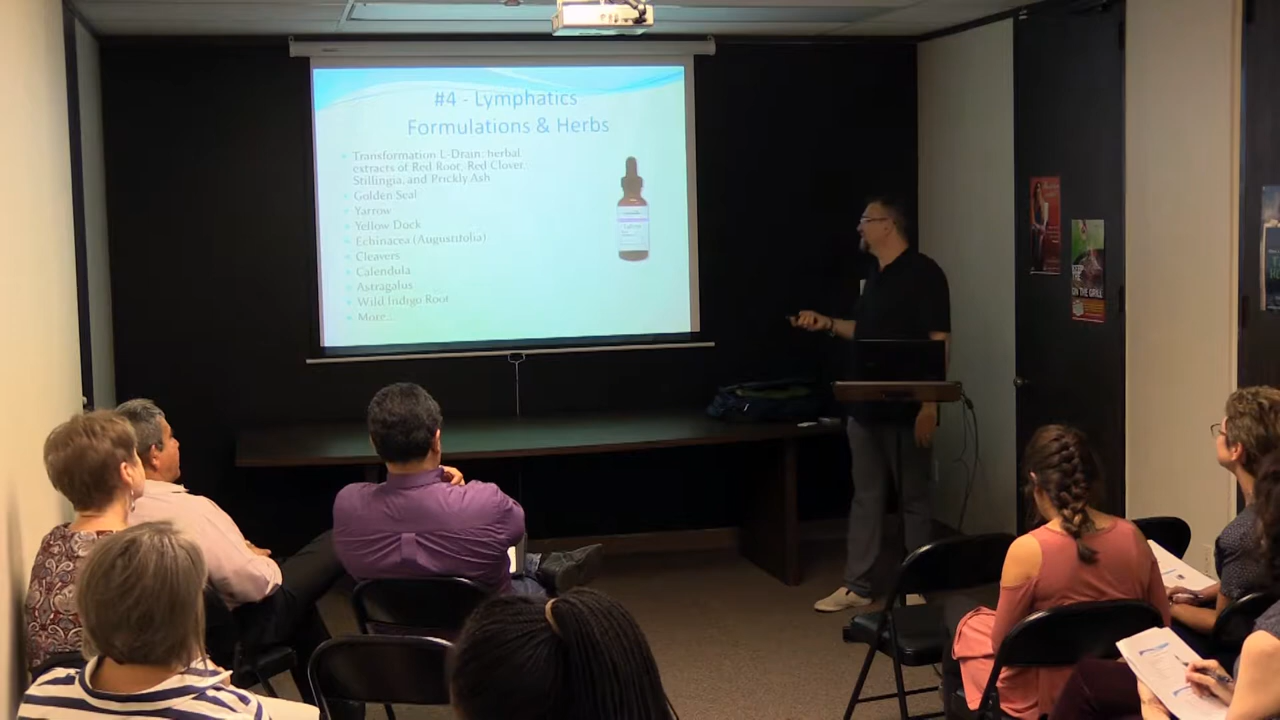 #4 - Lymphatics
Formulations & Herbs
Transformation L-Drain: herbal
extracts of Red Root, Red Clover,
Stillingia, and Prickly Ash
Golden Seal
Yarrow
Yellow Dock
Echinacea (Augustifolia)
Cleavers
Calendula
Astragalus
Wild Indigo Root
More...
ON THE GRILL